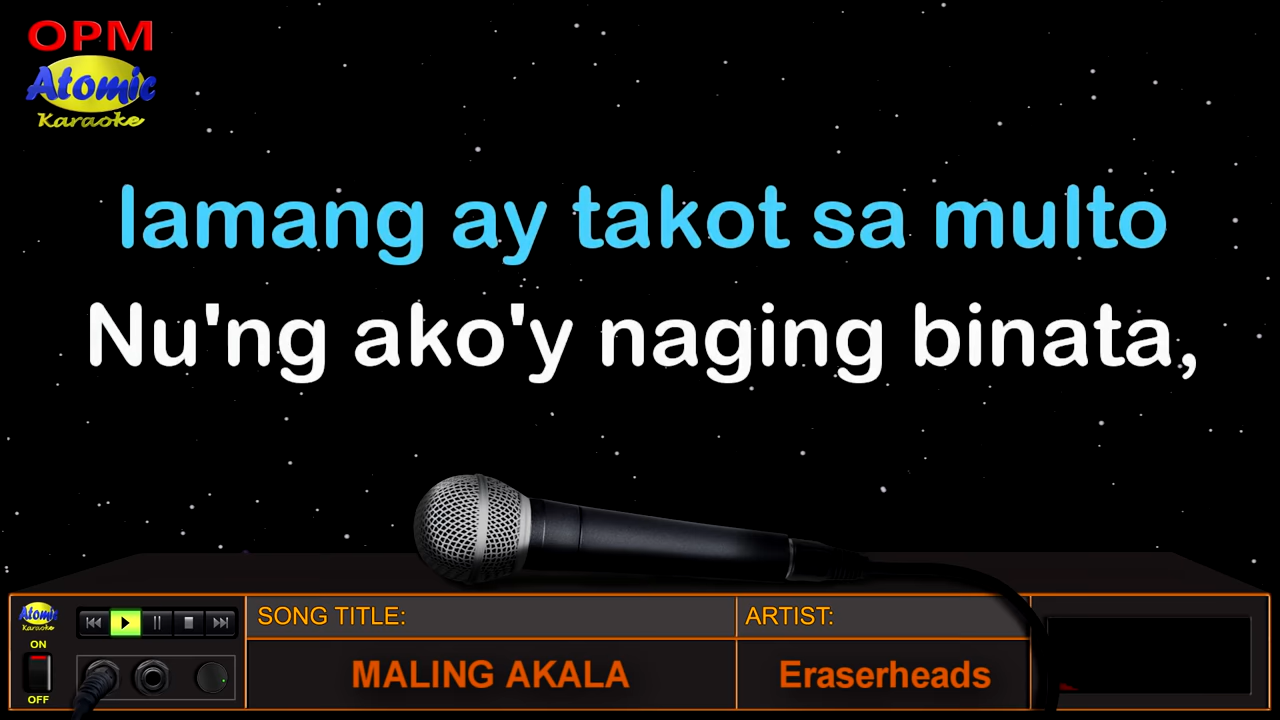 OPM
Atomic
Karaoke
lamang ay takot sa multo
Nu'ng ako'y naging binata,
Atomic
Karaoke
ON
OFF
SONG TITLE:
MALING AKALA
ARTIST:
Eraserheads